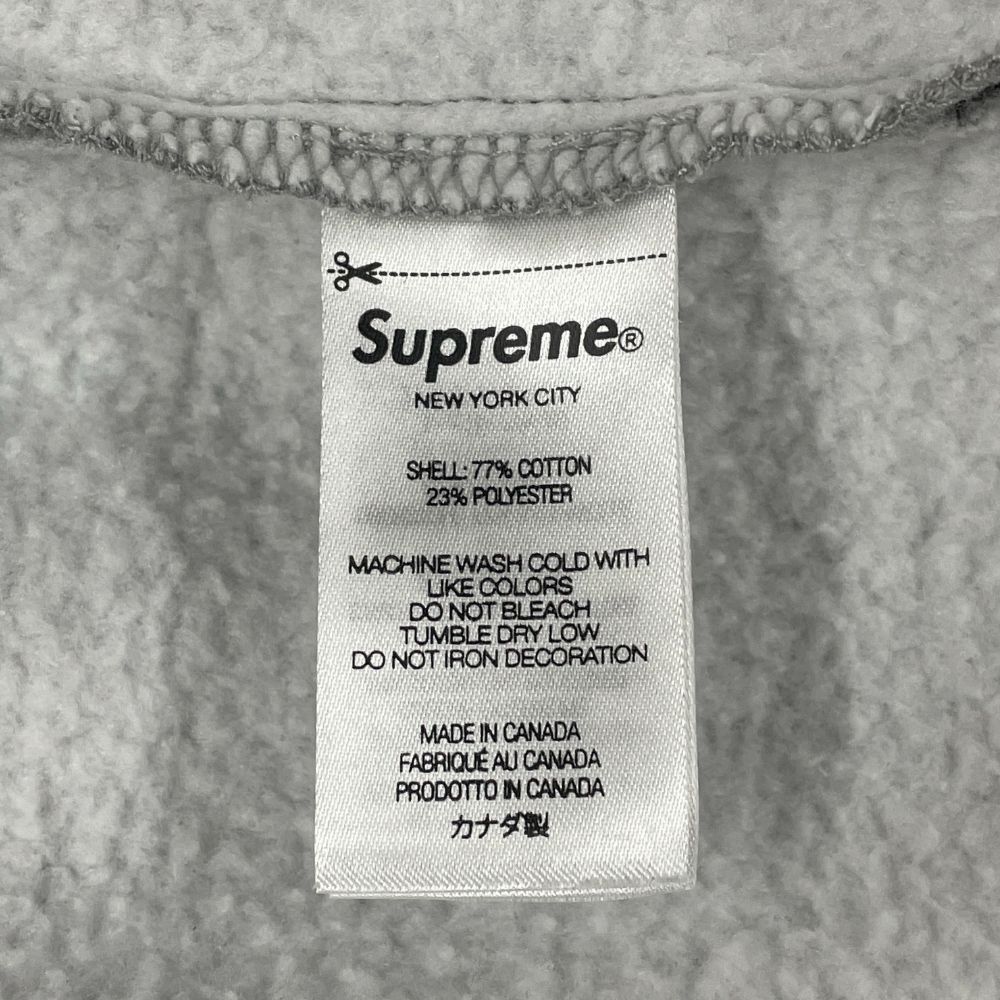 Supreme®
NEW YORK CITY
SHELL: 77% COTTON
23% POLYESTER
MACHINE WASH COLD WITH
LIKE COLORS
DO NOT BLEACH
TUMBLE DRY LOW
DO NOT IRON DECORATION
MADE IN CANADA
FABRIQUÉ AU CANADA
PRODOTTO IN CANADA
カナダ製